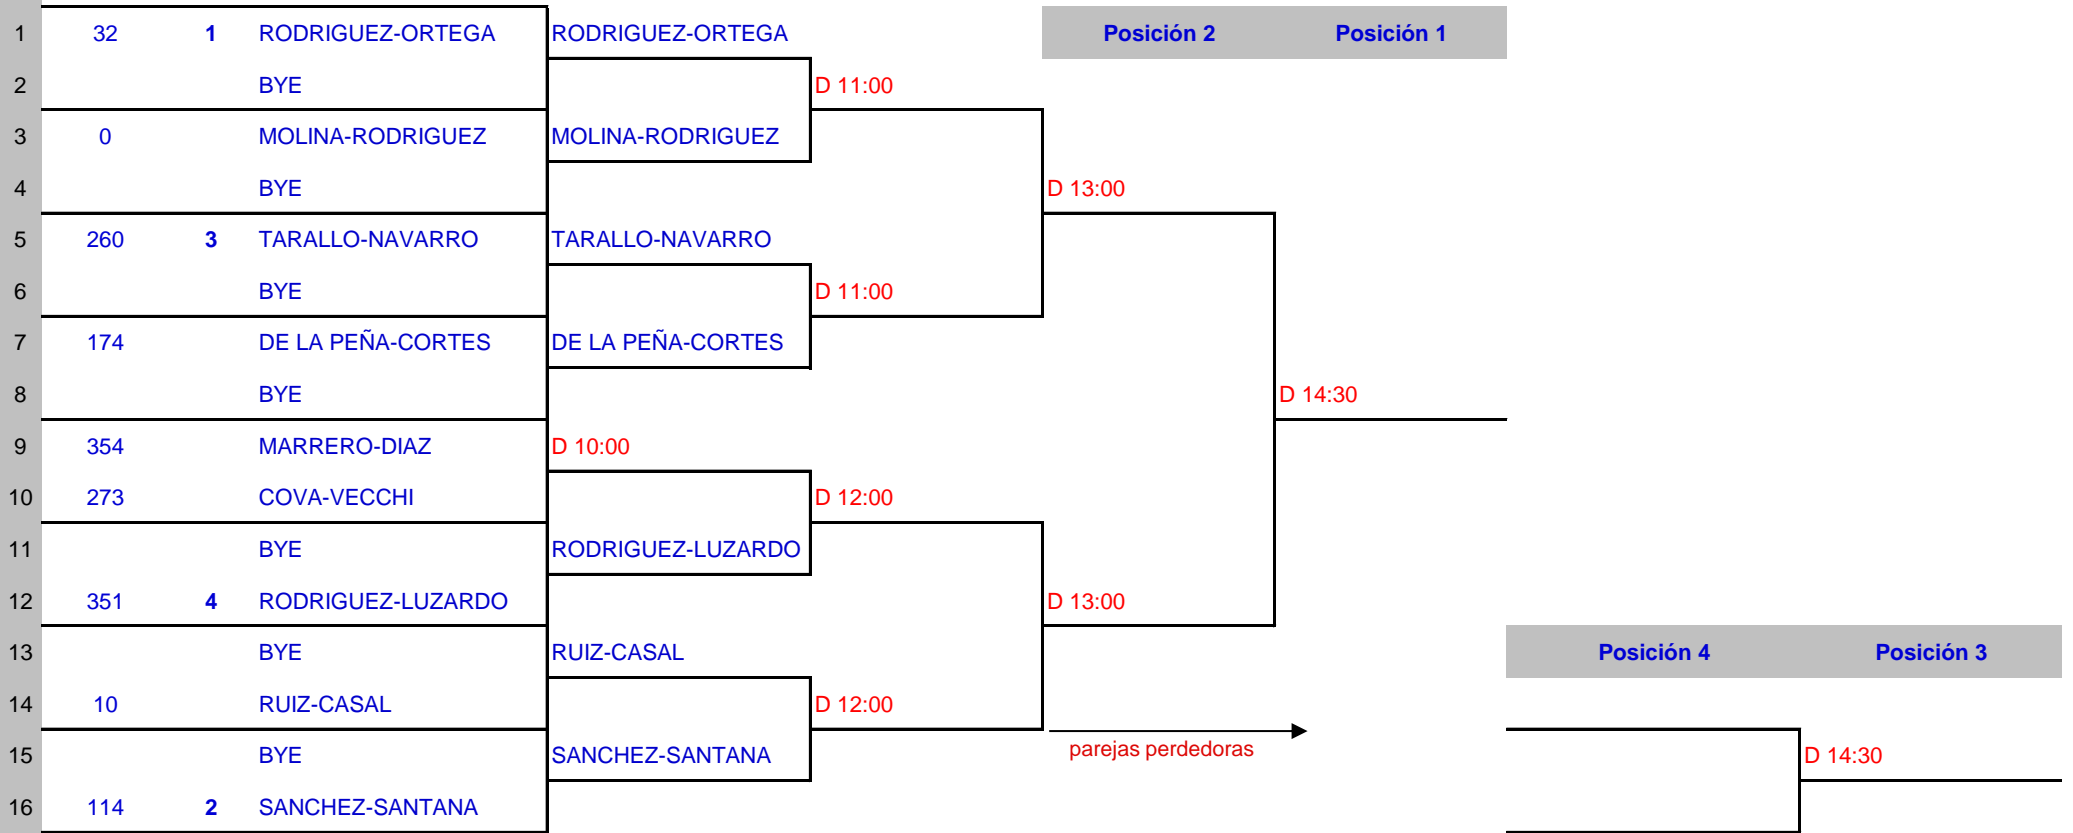 1 32 1 RODRIGUEZ-ORTEGA RODRIGUEZ-ORTEGA Posición 2 Posición 1
2 BYE D 11:00
3 0 MOLINA-RODRIGUEZ MOLINA-RODRIGUEZ
4 BYE D 13:00
5 260 3 TARALLO-NAVARRO TARALLO-NAVARRO
6 BYE D 11:00
7 174 DE LA PEÑA-CORTES DE LA PEÑA-CORTES
8 BYE D 14:30
9 354 MARRERO-DIAZ D 10:00
10 273 COVA-VECCHI D 12:00
11 BYE RODRIGUEZ-LUZARDO
12 351 4 RODRIGUEZ-LUZARDO D 13:00
13 BYE RUIZ-CASAL Posición 4 Posición 3
14 10 RUIZ-CASAL D 12:00
15 BYE SANCHEZ-SANTANA parejas perdedoras D 14:30
16 114 2 SANCHEZ-SANTANA